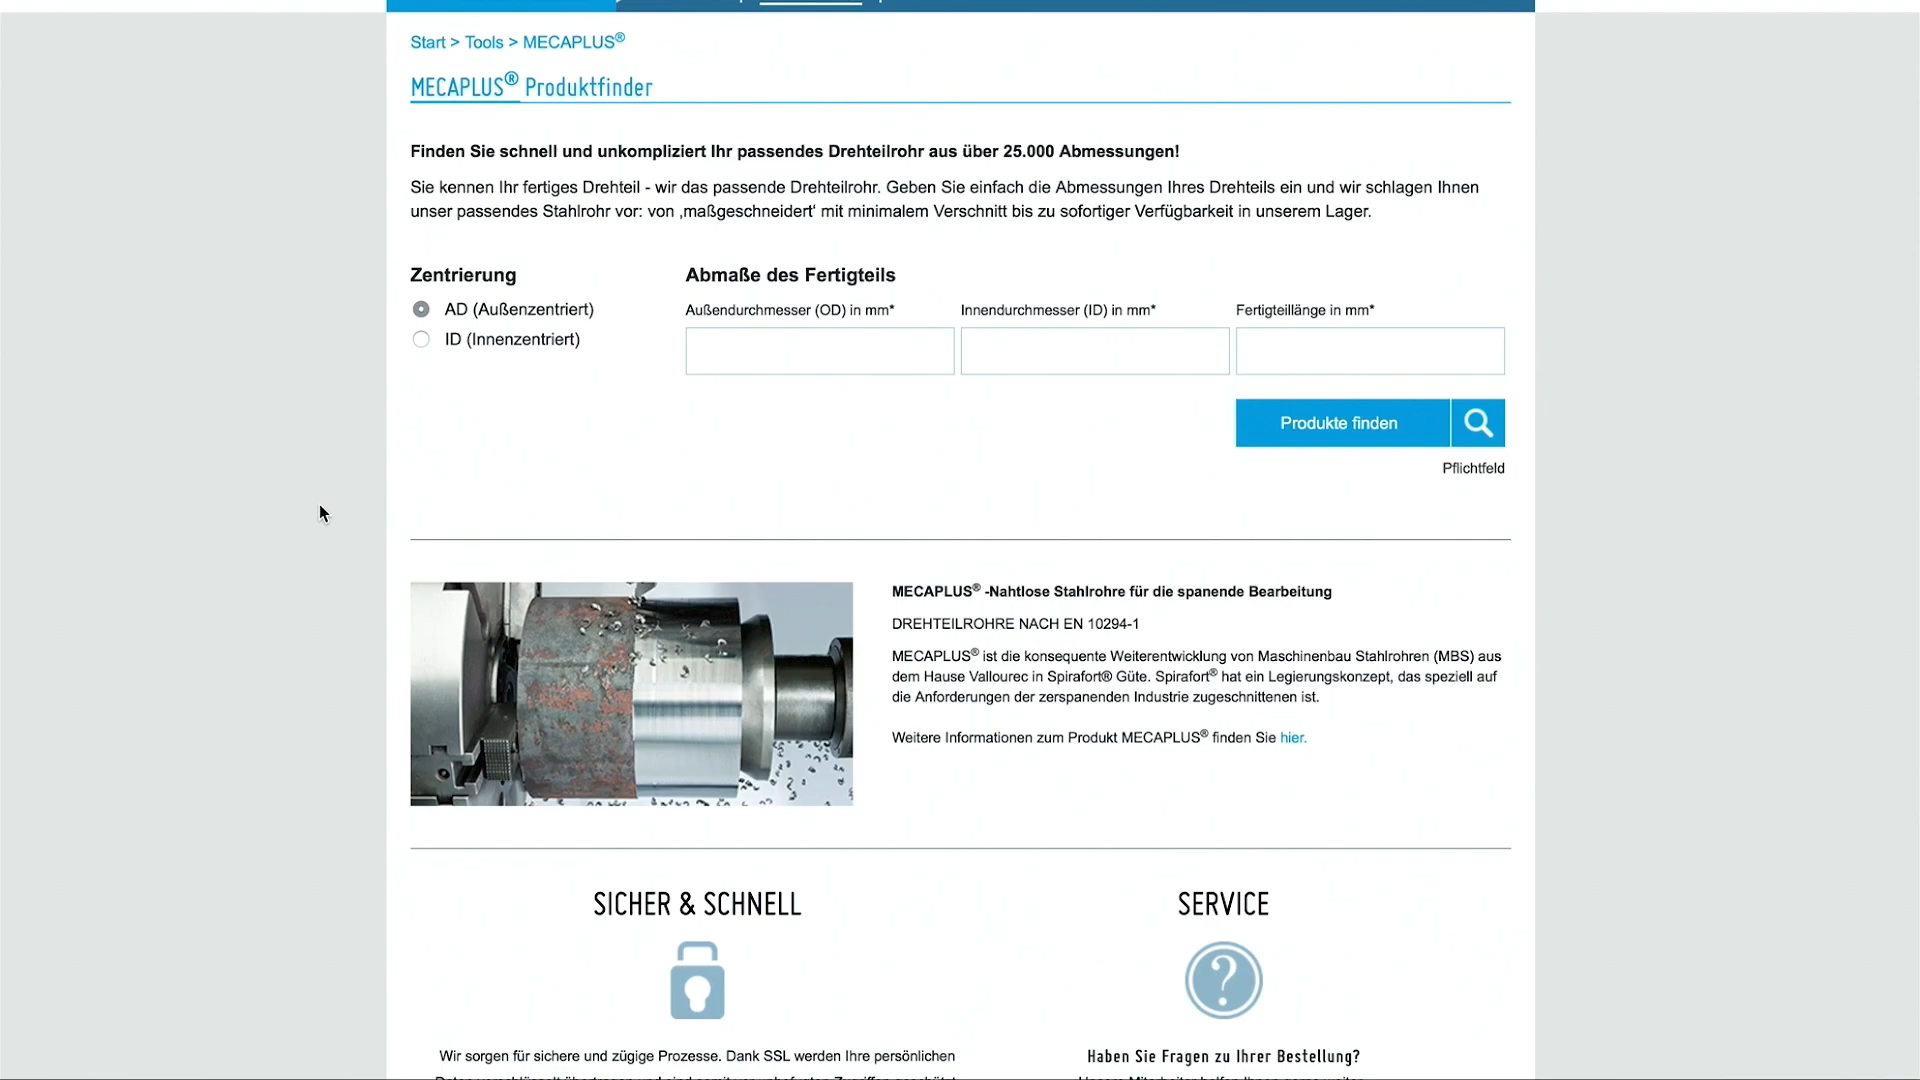 Start > Tools > MECAPLUS®
MECAPLUS® Produktfinder
Finden Sie schnell und unkompliziert Ihr passendes Drehteilrohr aus über 25.000 Abmessungen!
Sie kennen Ihr fertiges Drehteil - wir das passende Drehteilrohr. Geben Sie einfach die Abmessungen Ihres Drehteils ein und wir schlagen Ihnen
unser passendes Stahlrohr vor: von ‚maßgeschneidert‘ mit minimalem Verschnitt bis zu sofortiger Verfügbarkeit in unserem Lager.
Zentrierung
AD (Außenzentriert)
ID (Innenzentriert)
Abmaße des Fertigteils
Außendurchmesser (OD) in mm*
Innendurchmesser (ID) in mm*
Fertigteillänge in mm*
Produkte finden
Pflichtfeld
MECAPLUS® -Nahtlose Stahlrohre für die spanende Bearbeitung
DREHTEILROHRE NACH EN 10294-1
MECAPLUS® ist die konsequente Weiterentwicklung von Maschinenbau Stahlrohren (MBS) aus
dem Hause Vallourec in Spirafort® Güte. Spirafort® hat ein Legierungskonzept, das speziell auf
die Anforderungen der zerspanenden Industrie zugeschnittenen ist.
Weitere Informationen zum Produkt MECAPLUS® finden Sie hier.
SICHER & SCHNELL
Wir sorgen für sichere und zügige Prozesse. Dank SSL werden Ihre persönlichen
SERVICE
Haben Sie Fragen zu Ihrer Bestellung?